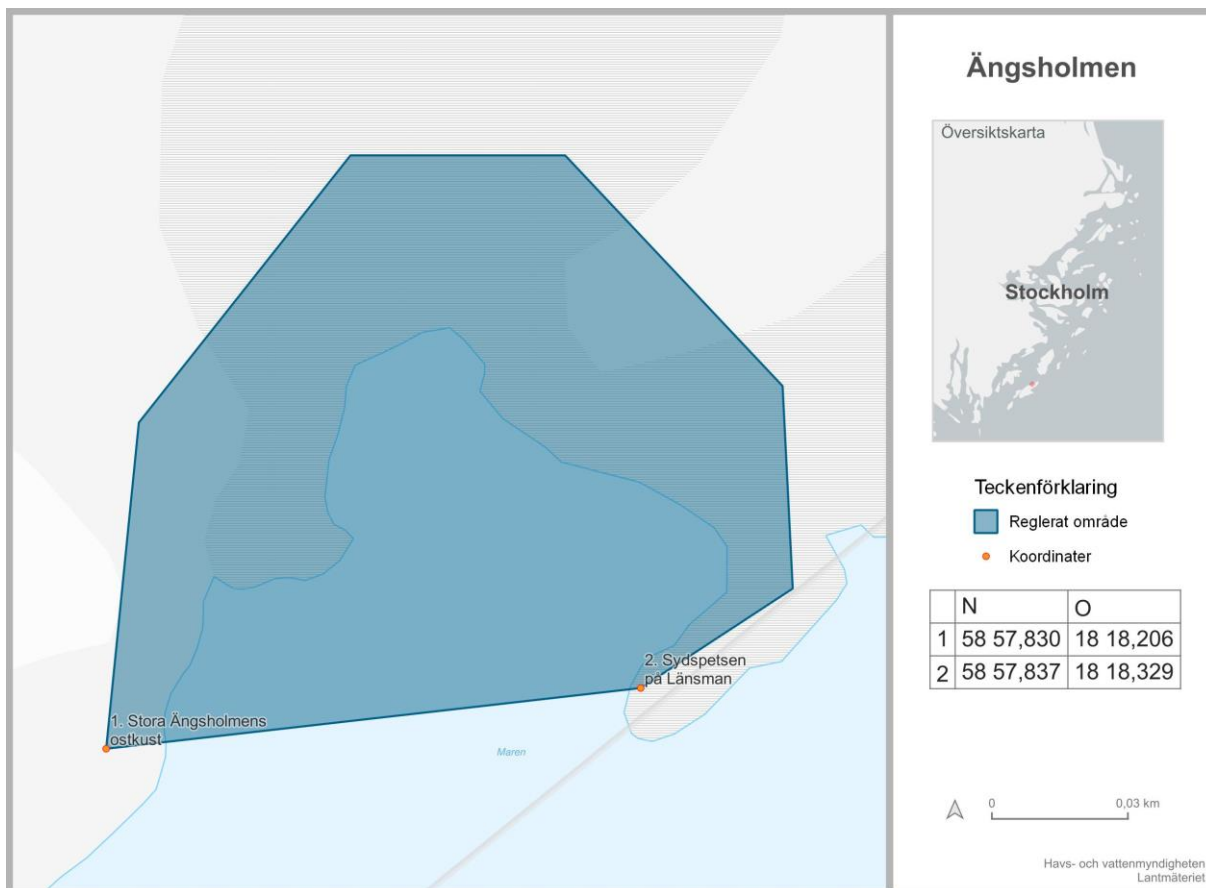 1. Stora Ängsholmens
ostkust
2. Sydspetsen
på Länsman
Maren
Ängsholmen
Översiktskarta
Stockholm
Teckenförklaring
Reglerat område
Koordinater
N O
1 58 57,830 18 18,206
2 58 57,837 18 18,329
0 0,03 km
Havs- och vattenmyndigheten
Lantmäteriet